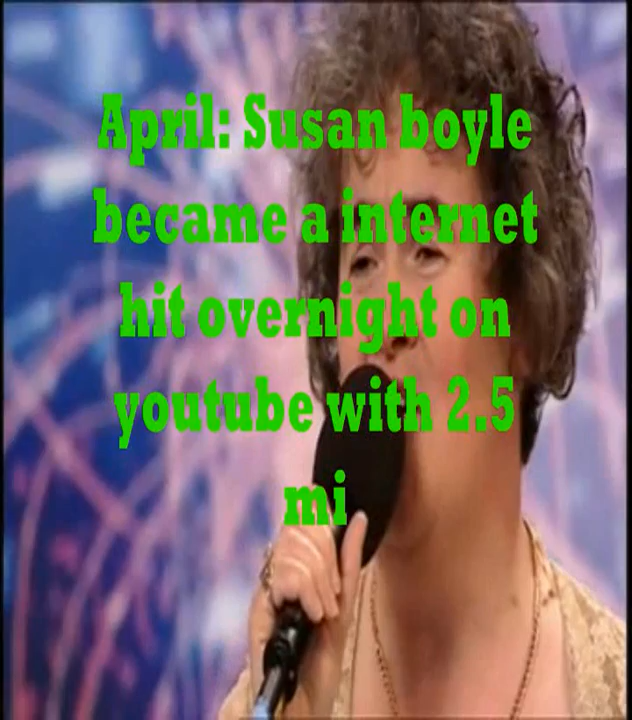 April: Susan boyle
became a internet
hit overnight on
youtube with 2.5
mi